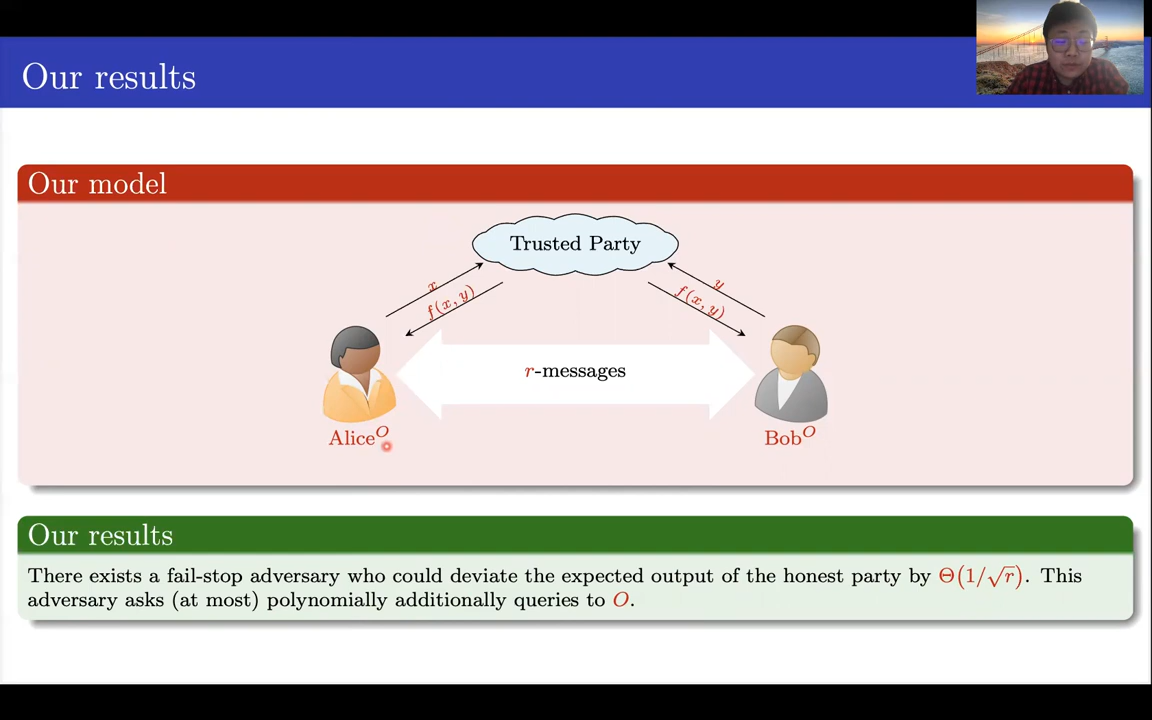 Our results
Our model
Trusted Party
x
f(x, y)
y
f(x, y)
r-messages
Alice^O
Bob^O
Our results
There exists a fail-stop adversary who could deviate the expected output of the honest party by Θ(1/√r). This
adversary asks (at most) polynomially additionally queries to O.